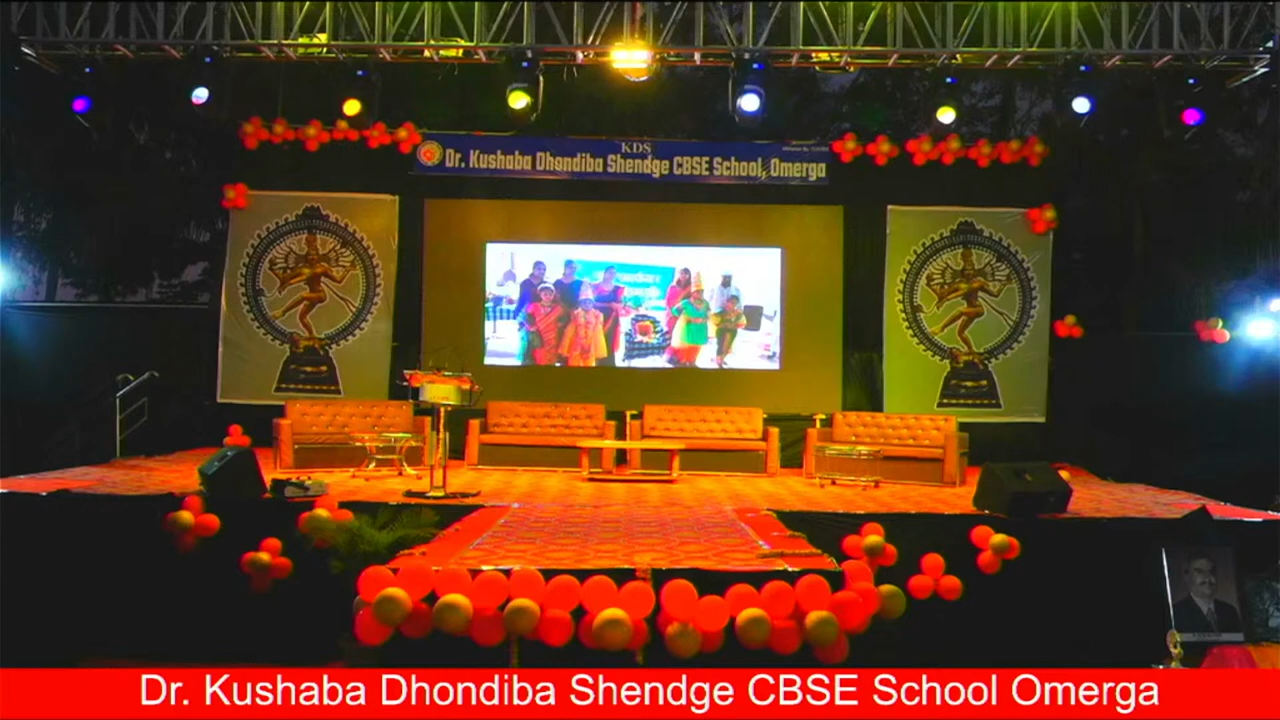 KDS
Dr. Kushaba Dhondiba Shendge CBSE School, Omerga
Dr. Kushaba Dhondiba Shendge CBSE School Omerga